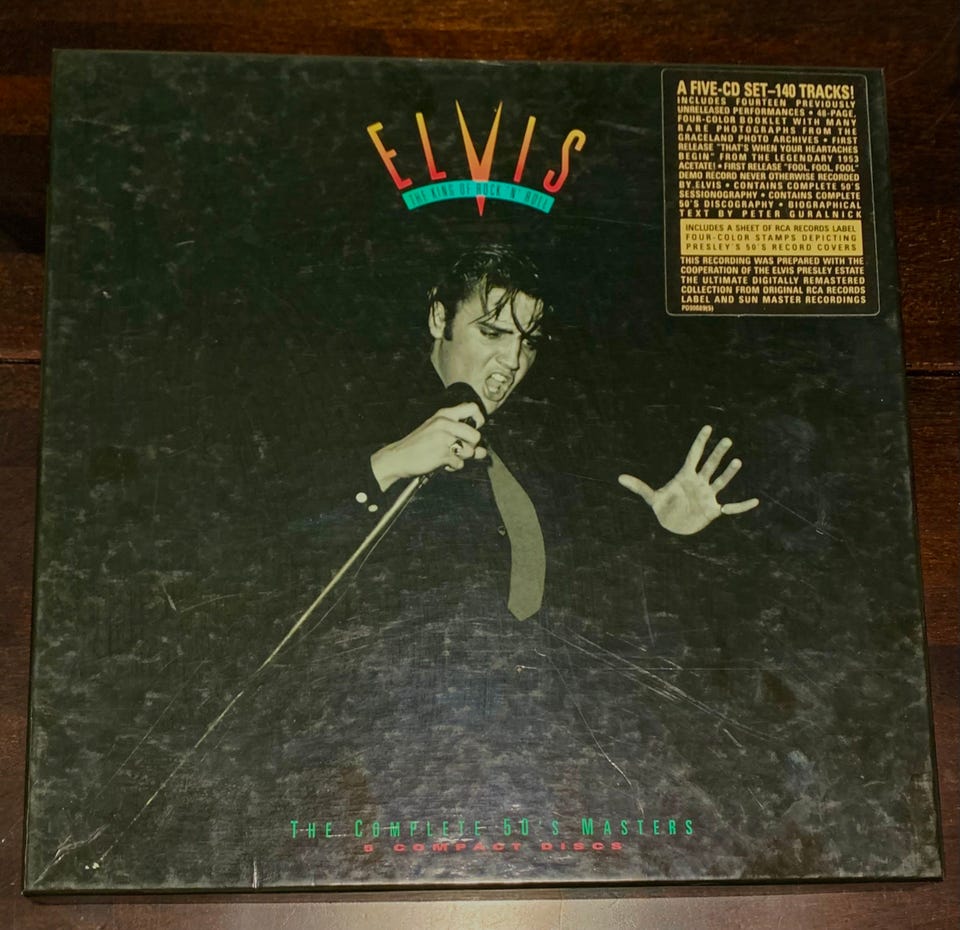 ELVIS
THE KING OF ROCK 'N' ROLL
A FIVE-CD SET–140 TRACKS!
INCLUDES FOURTEEN PREVIOUSLY
UNRELEASED PERFORMANCES • 48-PAGE,
FOUR-COLOR BOOKLET WITH MANY
RARE PHOTOGRAPHS FROM THE
GRACELAND PHOTO ARCHIVES • FIRST
RELEASE "THAT'S WHEN YOUR HEARTACHES
BEGIN" FROM THE LEGENDARY 1953
ACETATE! • FIRST RELEASE "FOOL, FOOL, FOOL"
DEMO RECORD NEVER OTHERWISE RECORDED
BY ELVIS • CONTAINS COMPLETE 50'S
SESSIONOGRAPHY • CONTAINS COMPLETE
50'S DISCOGRAPHY • BIOGRAPHICAL
TEXT BY PETER GURALNICK
INCLUDES A SHEET OF RCA RECORDS LABEL
FOUR-COLOR STAMPS DEPICTING
PRESLEY'S 50'S RECORD COVERS
THIS RECORDING WAS PREPARED WITH THE
COOPERATION OF THE ELVIS PRESLEY ESTATE
THE ULTIMATE DIGITALLY REMASTERED
COLLECTION FROM ORIGINAL RCA RECORDS
LABEL AND SUN MASTER RECORDINGS
THE COMPLETE 50'S MASTERS
5 COMPACT DISCS